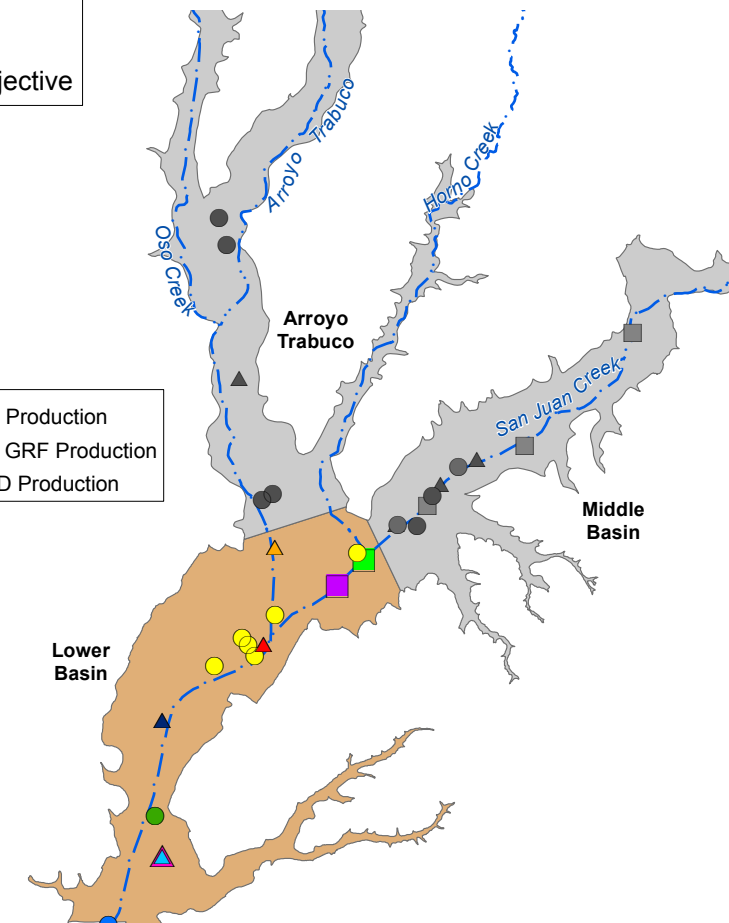 jective
Arroyo Trabuco
Horno Creek
Oso Creek
Arroyo
Trabuco
San Juan Creek
Production
GRF Production
D Production
Middle
Basin
Lower
Basin